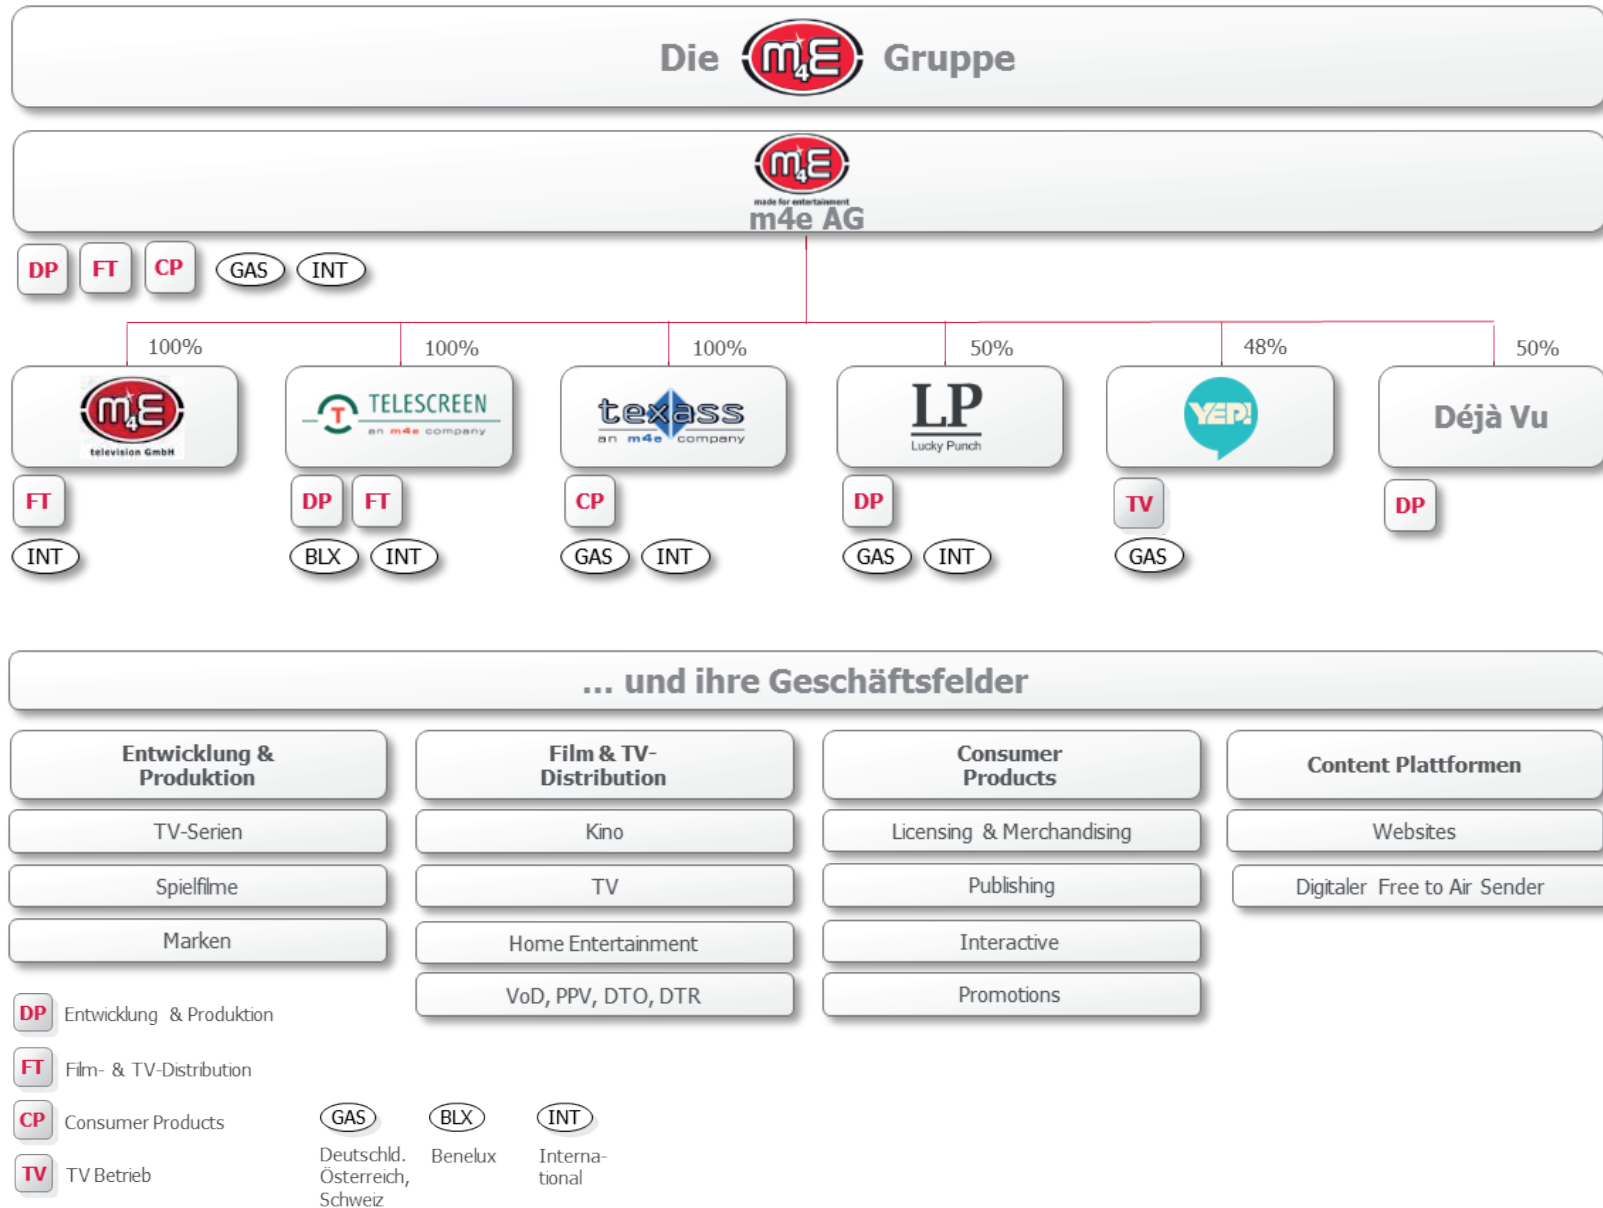 Die m4E Gruppe
m4E
made for entertainment
m4e AG
DP FT CP GAS INT
100% 100% 100% 50% 48% 50%
m4E
television GmbH
TELESCREEN
an m4e company
texass
an m4e company
LP
Lucky Punch
YEP!
Déjà Vu
FT
INT
DP FT
BLX INT
CP
GAS INT
DP
GAS INT
TV
GAS
DP
... und ihre Geschäftsfelder
Entwicklung &
Produktion
TV-Serien
Spielfilme
Marken
Film & TV-
Distribution
Kino
TV
Home Entertainment
VoD, PPV, DTO, DTR
Consumer
Products
Licensing & Merchandising
Publishing
Interactive
Promotions
Content Plattformen
Websites
Digitaler Free to Air Sender
DP Entwicklung & Produktion
FT Film- & TV-Distribution
CP Consumer Products
TV TV Betrieb
GAS
Deutschld.
Österreich,
Schweiz
BLX
Benelux
INT
Interna-
tional